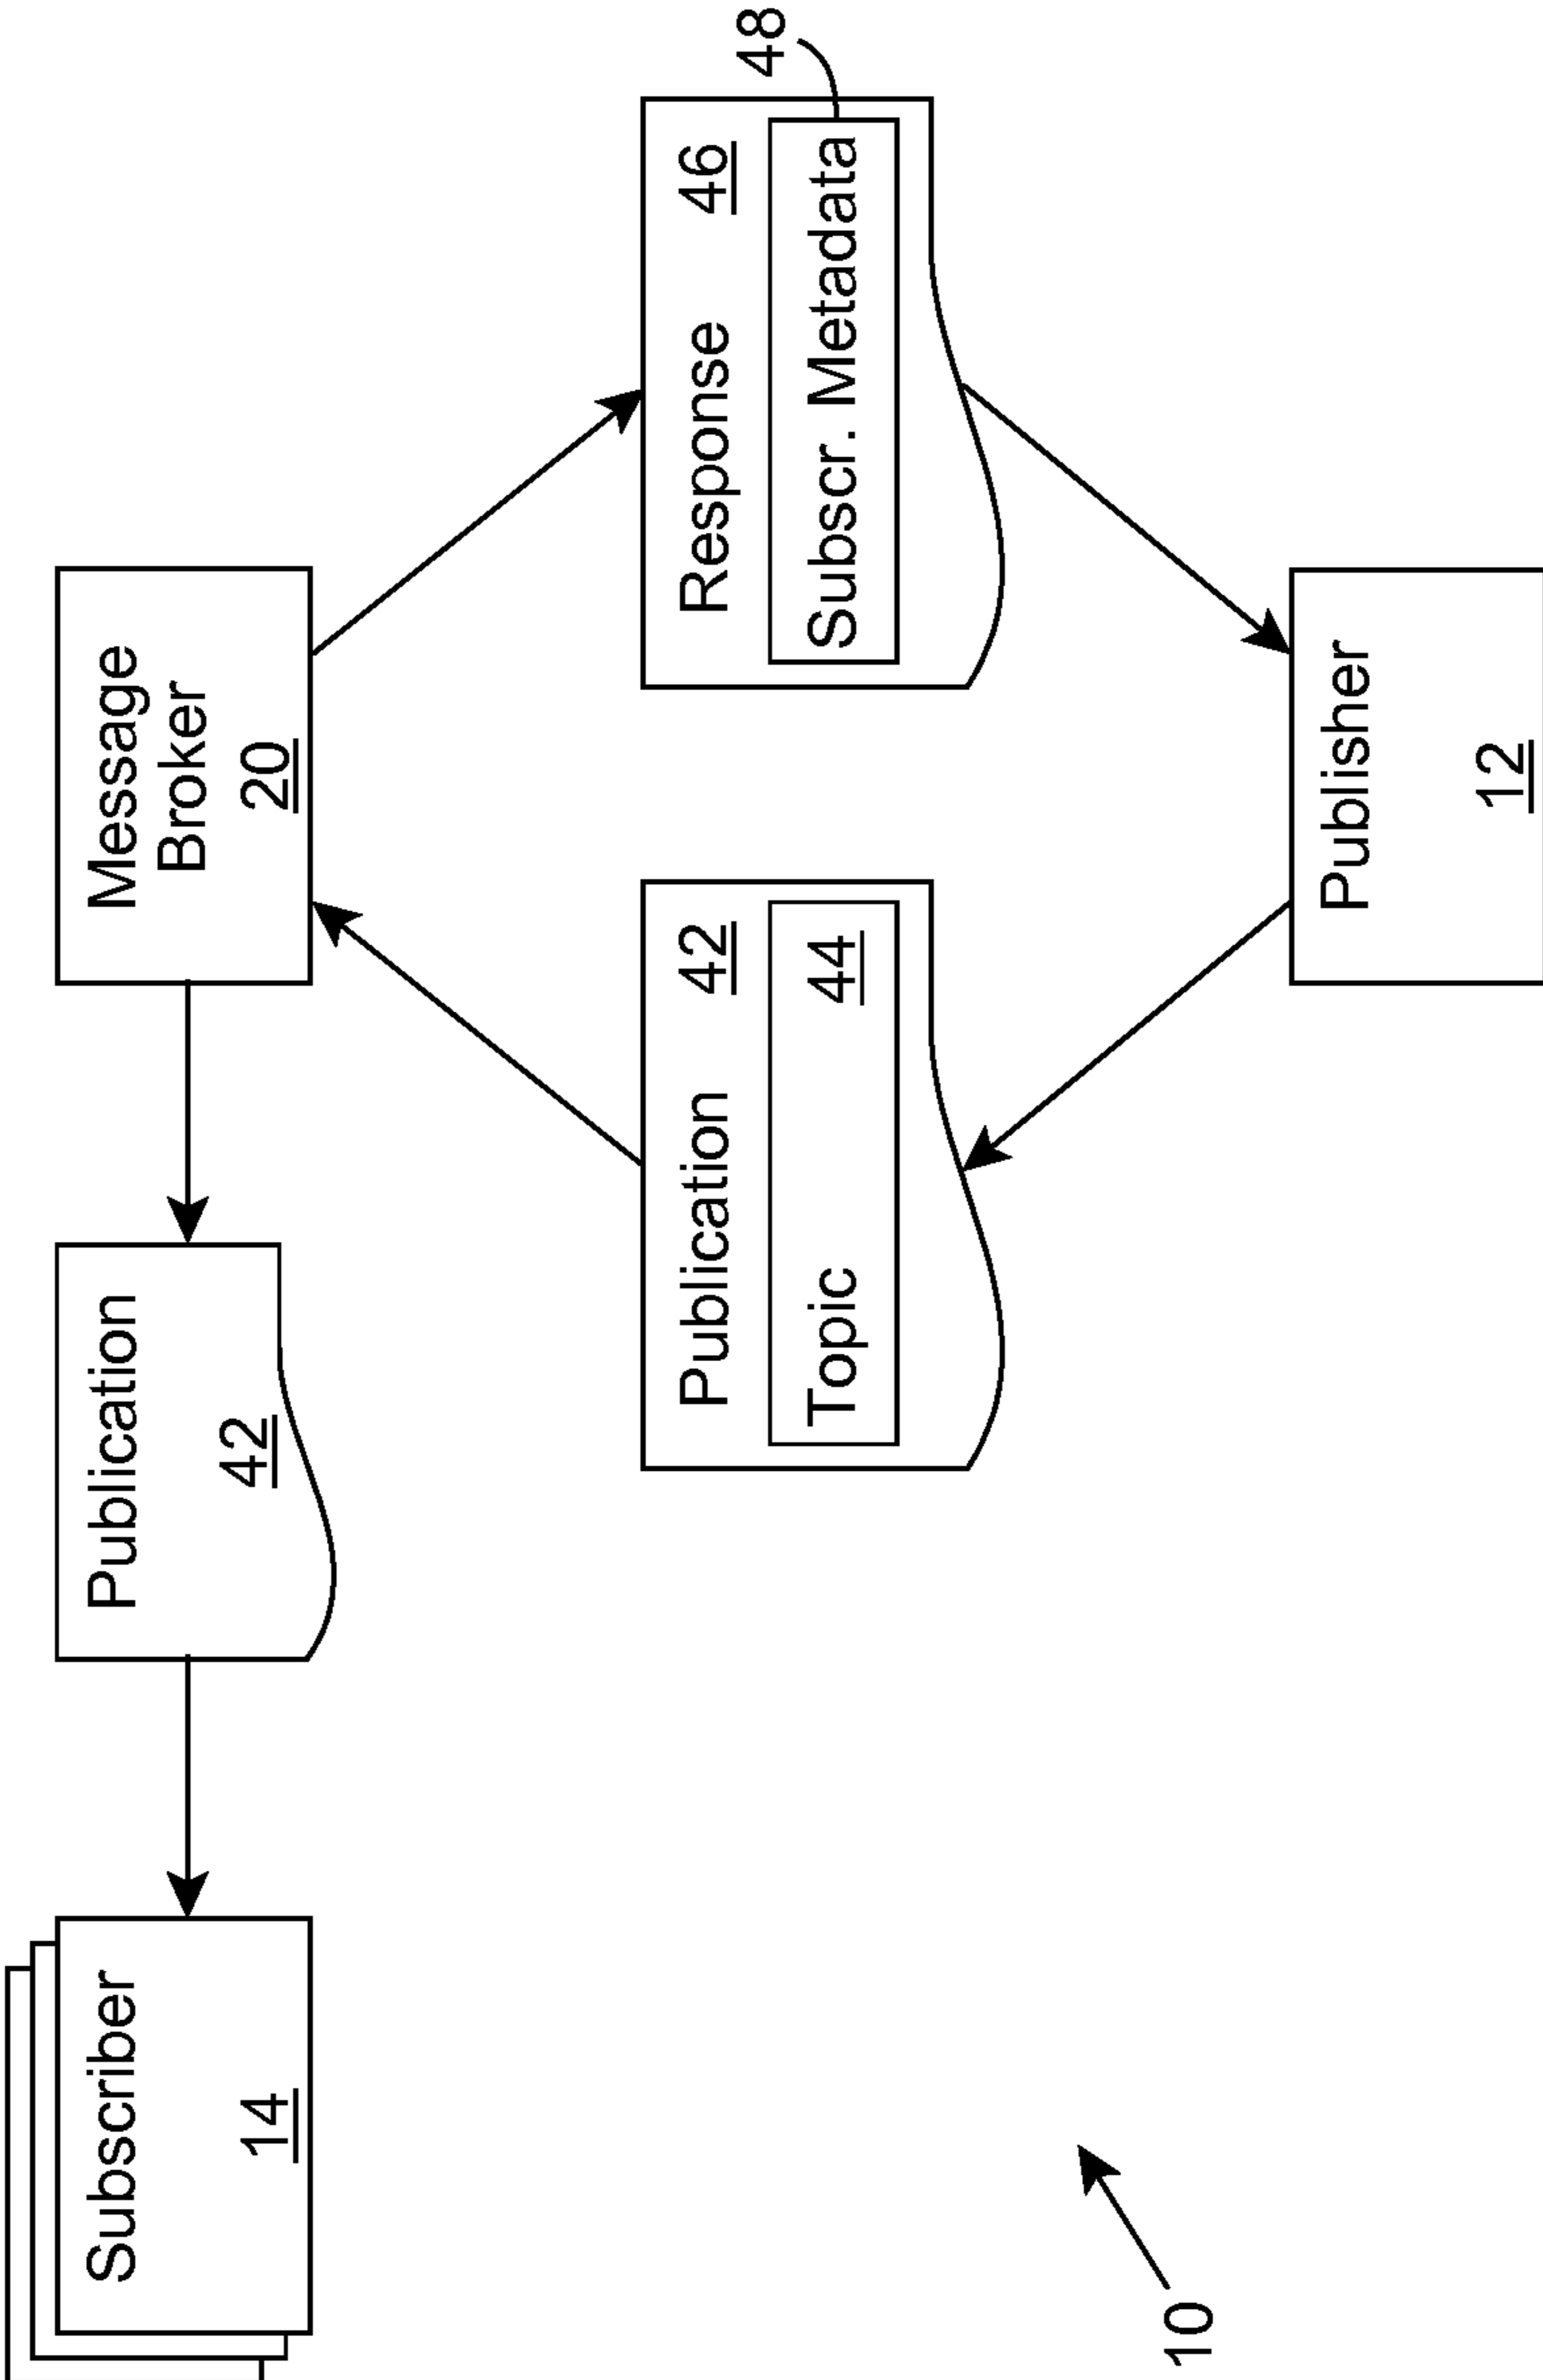 Subscriber
14
Publication
42
Message
Broker
20
Publication 42
Topic 44
Response 46
Subscr. Metadata
48
Publisher
12
10